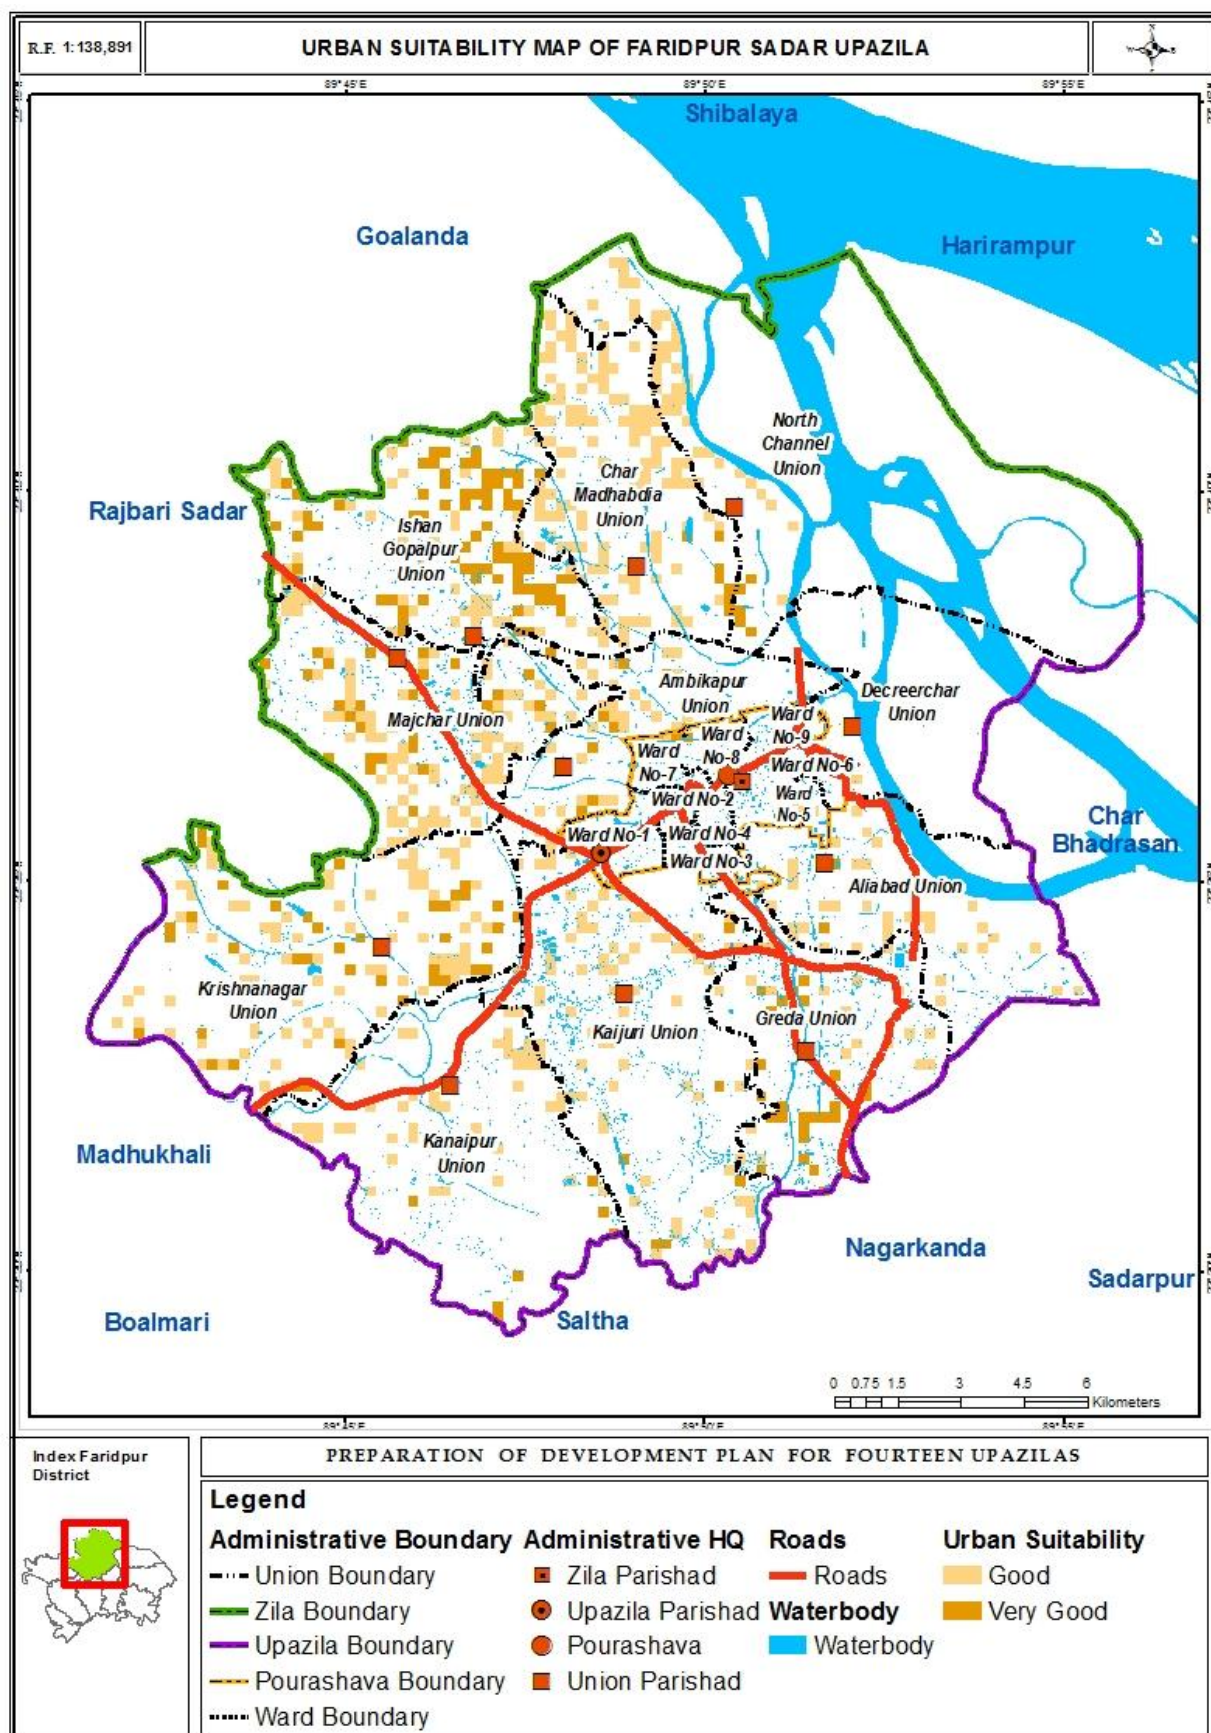 R.F. 1:138,891
URBAN SUITABILITY MAP OF FARIDPUR SADAR UPAZILA
N
W
E
S
89°45'E
89°50'E
89°55'E
Shibalaya
Goalanda
Harirampur
North
Channel
Union
Char
Madhabdia
Union
Rajbari Sadar
Ishan
Gopalpur
Union
Ambikapur
Union
Decreerchar
Union
Majchar Union
Ward
No-9
Ward
No-8
Ward
No-7
Ward No-6
Ward No-2
Ward
No-5
Ward No-1
Ward No-4
Ward No-3
Char
Bhadrasan
Aliabad Union
Krishnanagar
Union
Kaijuri Union
Greda Union
Kanaipur
Union
Madhukhali
Nagarkanda
Sadarpur
Boalmari
Saltha
0 0.75 1.5 3 4.5 6
Kilometers
89°45'E
89°50'E
89°55'E
Index Faridpur
District
PREPARATION OF DEVELOPMENT PLAN FOR FOURTEEN UPAZILAS
Legend
Administrative Boundary
Union Boundary
Zila Boundary
Upazila Boundary
Pourashava Boundary
Ward Boundary
Administrative HQ
Zila Parishad
Upazila Parishad
Pourashava
Union Parishad
Roads
Roads
Waterbody
Waterbody
Urban Suitability
Good
Very Good